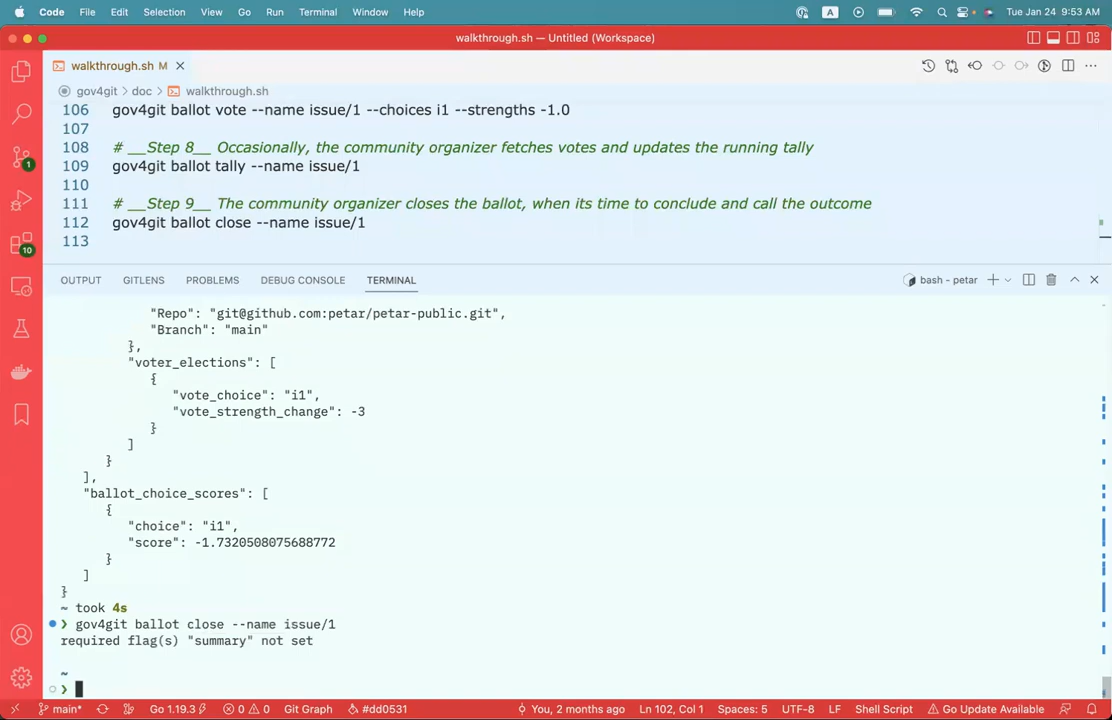 Code File Edit Selection View Go Run Terminal Window Help A Tue Jan 24 9:53 AM
walkthrough.sh — Untitled (Workspace)
walkthrough.sh M
gov4git > doc > walkthrough.sh
106 gov4git ballot vote --name issue/1 --choices i1 --strengths -1.0
107
108 # __Step 8__ Occasionally, the community organizer fetches votes and updates the running tally
109 gov4git ballot tally --name issue/1
110
111 # __Step 9__ The community organizer closes the ballot, when its time to conclude and call the outcome
112 gov4git ballot close --name issue/1
113
OUTPUT GITLENS PROBLEMS DEBUG CONSOLE TERMINAL bash - petar
"Repo": "git@github.com:petar/petar-public.git",
"Branch": "main"
},
"voter_elections": [
{
"vote_choice": "i1",
"vote_strength_change": -3
}
]
}
],
"ballot_choice_scores": [
{
"choice": "i1",
"score": -1.7320508075688772
}
]
}
~ took 4s
❯ gov4git ballot close --name issue/1
required flag(s) "summary" not set
~
❯
1
10
main* Go 1.19.3 0 0 Git Graph #dd0531 You, 2 months ago Ln 102, Col 1 Spaces: 5 UTF-8 LF Shell Script Go Update Available